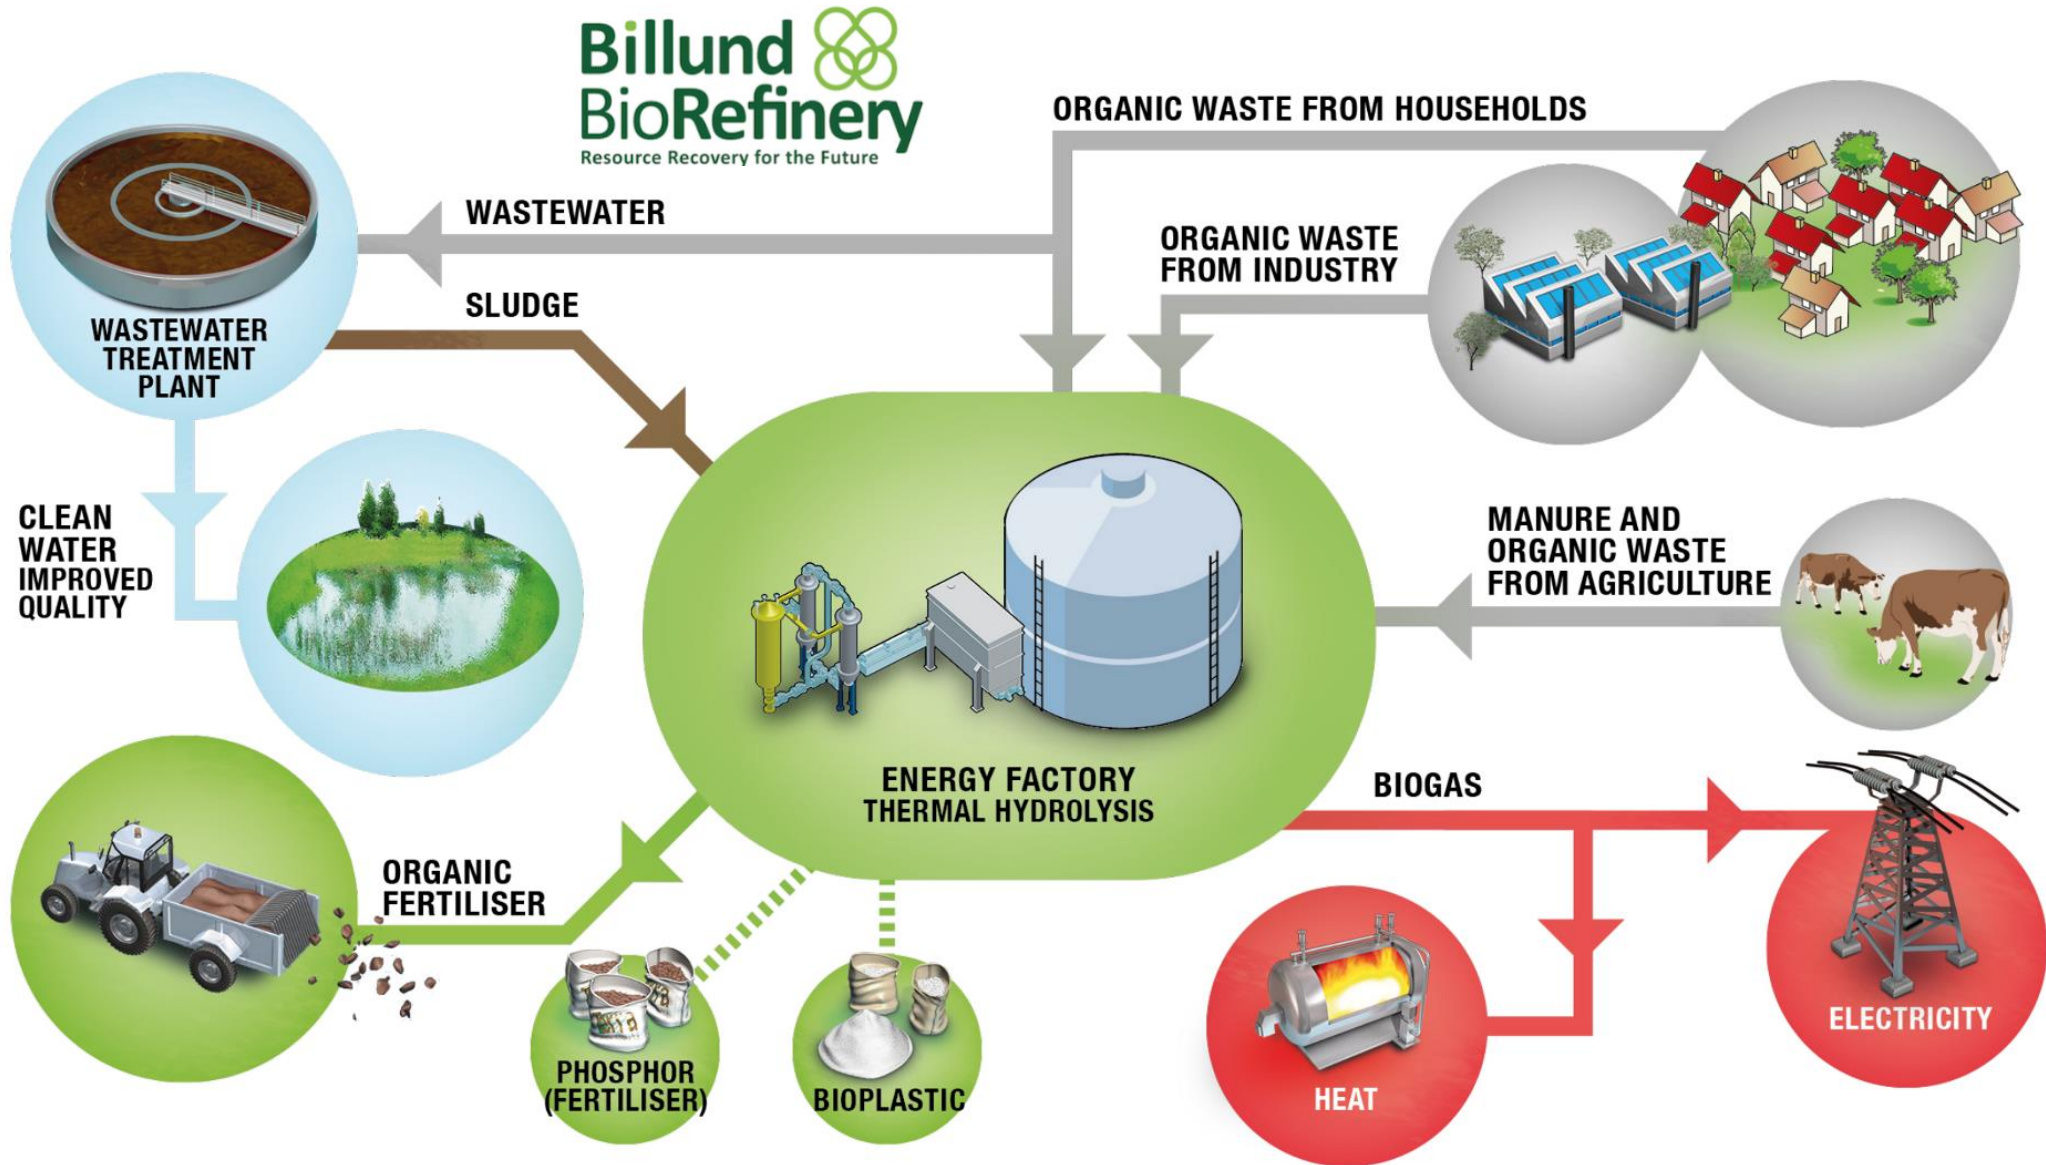 Billund
BioRefinery
Resource Recovery for the Future
ORGANIC WASTE FROM HOUSEHOLDS
WASTEWATER
ORGANIC WASTE
FROM INDUSTRY
SLUDGE
WASTEWATER
TREATMENT
PLANT
CLEAN
WATER
IMPROVED
QUALITY
MANURE AND
ORGANIC WASTE
FROM AGRICULTURE
ENERGY FACTORY
THERMAL HYDROLYSIS
BIOGAS
ORGANIC
FERTILISER
ELECTRICITY
PHOSPHOR
(FERTILISER)
BIOPLASTIC
HEAT